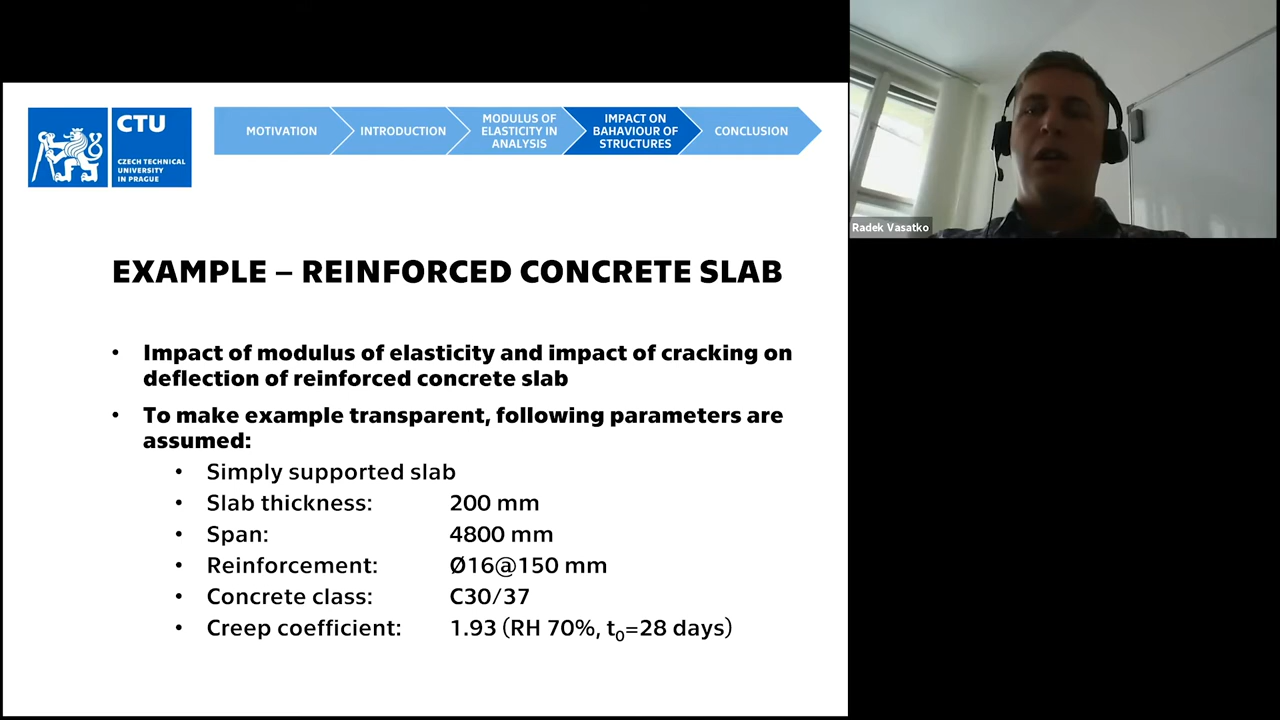 CTU
CZECH TECHNICAL
UNIVERSITY
IN PRAGUE
MOTIVATION
INTRODUCTION
MODULUS OF
ELASTICITY IN
ANALYSIS
IMPACT ON
BAHAVIOUR OF
STRUCTURES
CONCLUSION
Radek Vasatko
EXAMPLE – REINFORCED CONCRETE SLAB
• Impact of modulus of elasticity and impact of cracking on
deflection of reinforced concrete slab
• To make example transparent, following parameters are
assumed:
• Simply supported slab
• Slab thickness: 200 mm
• Span: 4800 mm
• Reinforcement: Ø16@150 mm
• Concrete class: C30/37
• Creep coefficient: 1.93 (RH 70%, t₀=28 days)